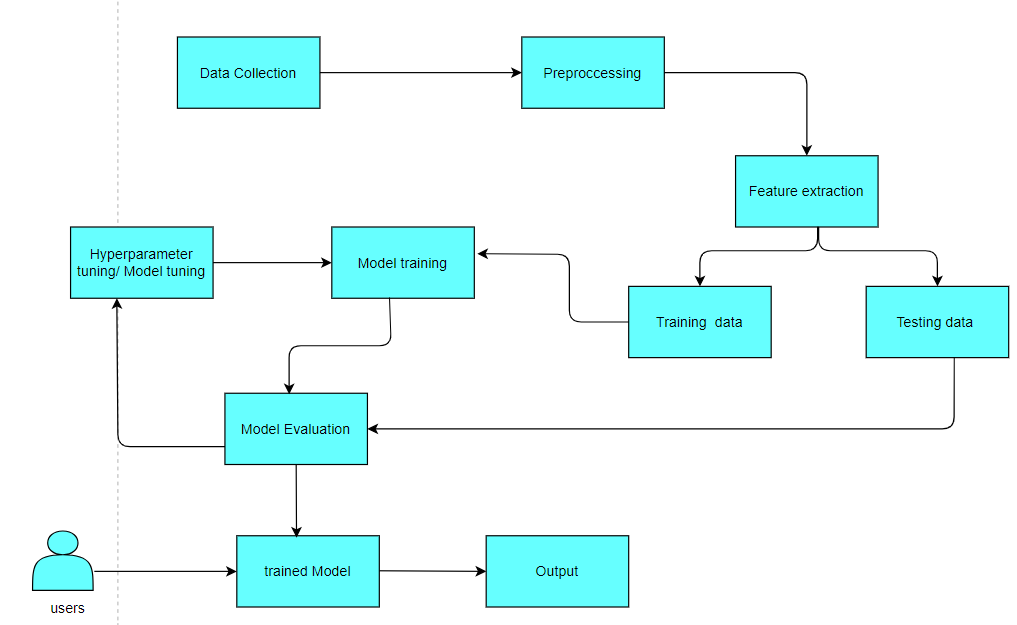 Data Collection
Preproccessing
Feature extraction
Hyperparameter
tuning/ Model tuning
Model training
Training data
Testing data
Model Evaluation
trained Model
Output
users